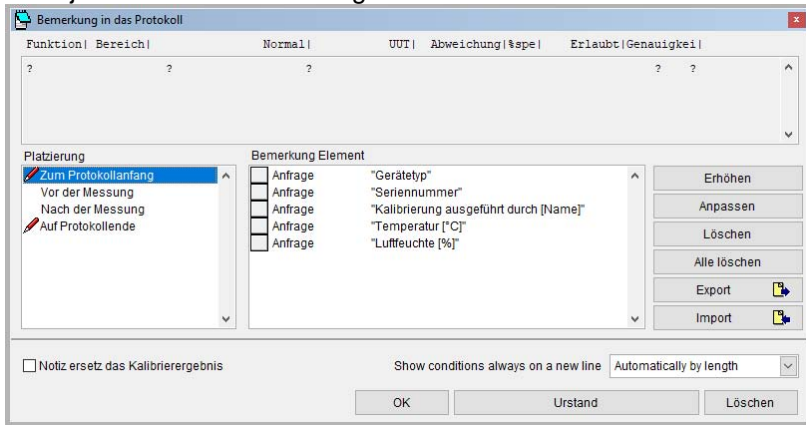 Bemerkung in das Protokoll
Funktion| Bereich| Normal| UUT| Abweichung|%spe| Erlaubt|Genauigkei|
? ? ? ? ?
Platzierung
Zum Protokollanfang
Vor der Messung
Nach der Messung
Auf Protokollende
Bemerkung Element
Anfrage "Gerätetyp"
Anfrage "Seriennummer"
Anfrage "Kalibrierung ausgeführt durch [Name]"
Anfrage "Temperatur [°C]"
Anfrage "Luftfeuchte [%]"
Erhöhen
Anpassen
Löschen
Alle löschen
Export
Import
Notiz ersetz das Kalibrierergebnis
Show conditions always on a new line Automatically by length
OK Urstand Löschen